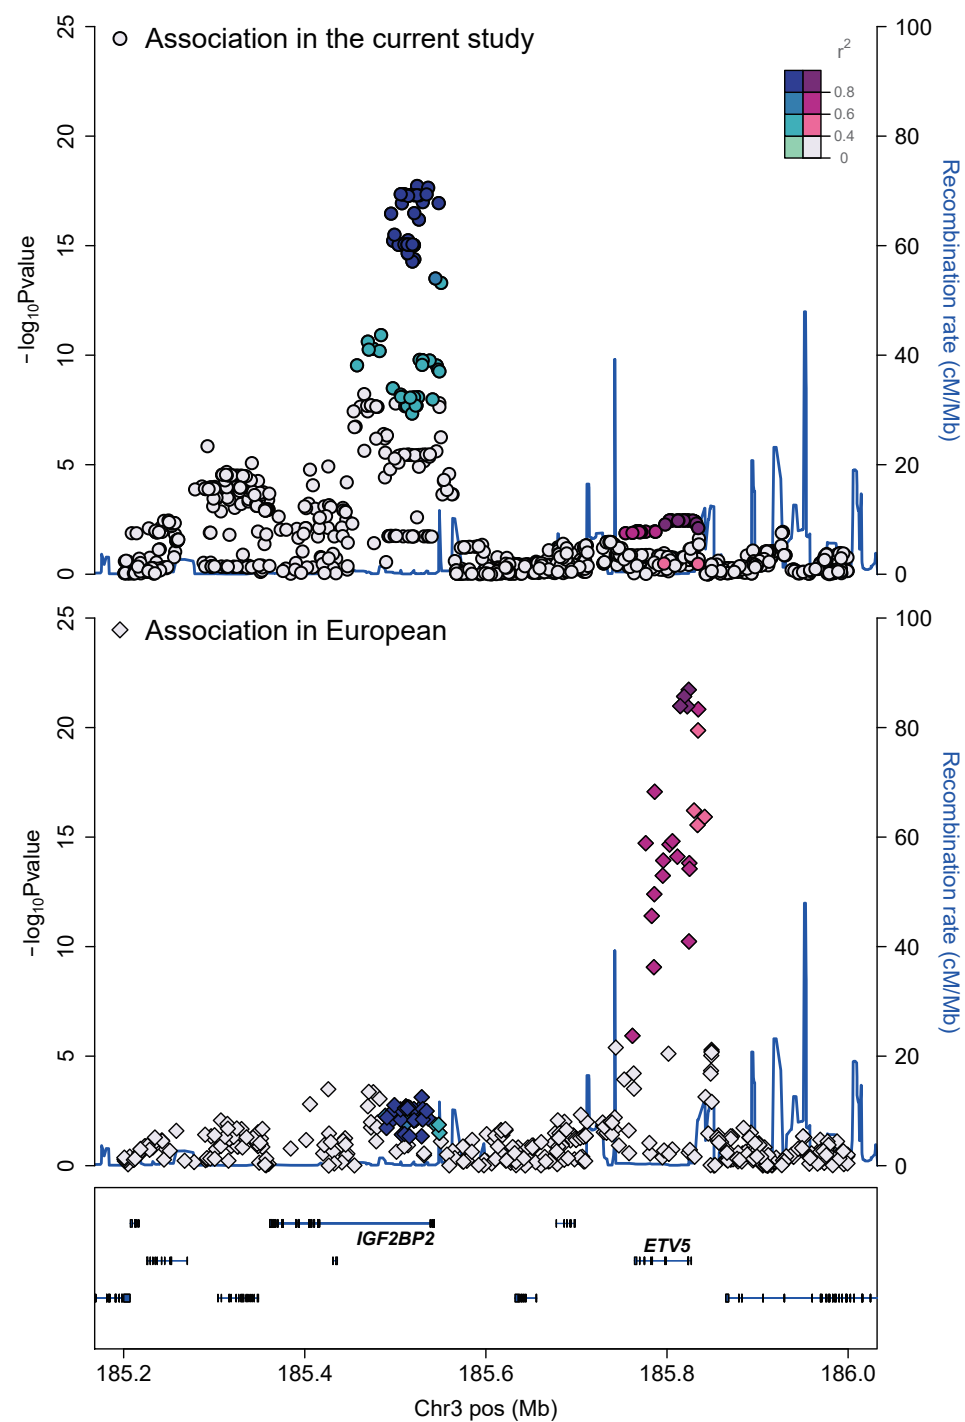 Association in the current study
r2
0.8
0.6
0.4
0
25
20
15
10
5
0
−log10Pvalue
100
80
60
40
20
0
Recombination rate (cM/Mb)
Association in European
25
20
15
10
5
0
−log10Pvalue
100
80
60
40
20
0
Recombination rate (cM/Mb)
IGF2BP2
ETV5
185.2 185.4 185.6 185.8 186.0
Chr3 pos (Mb)